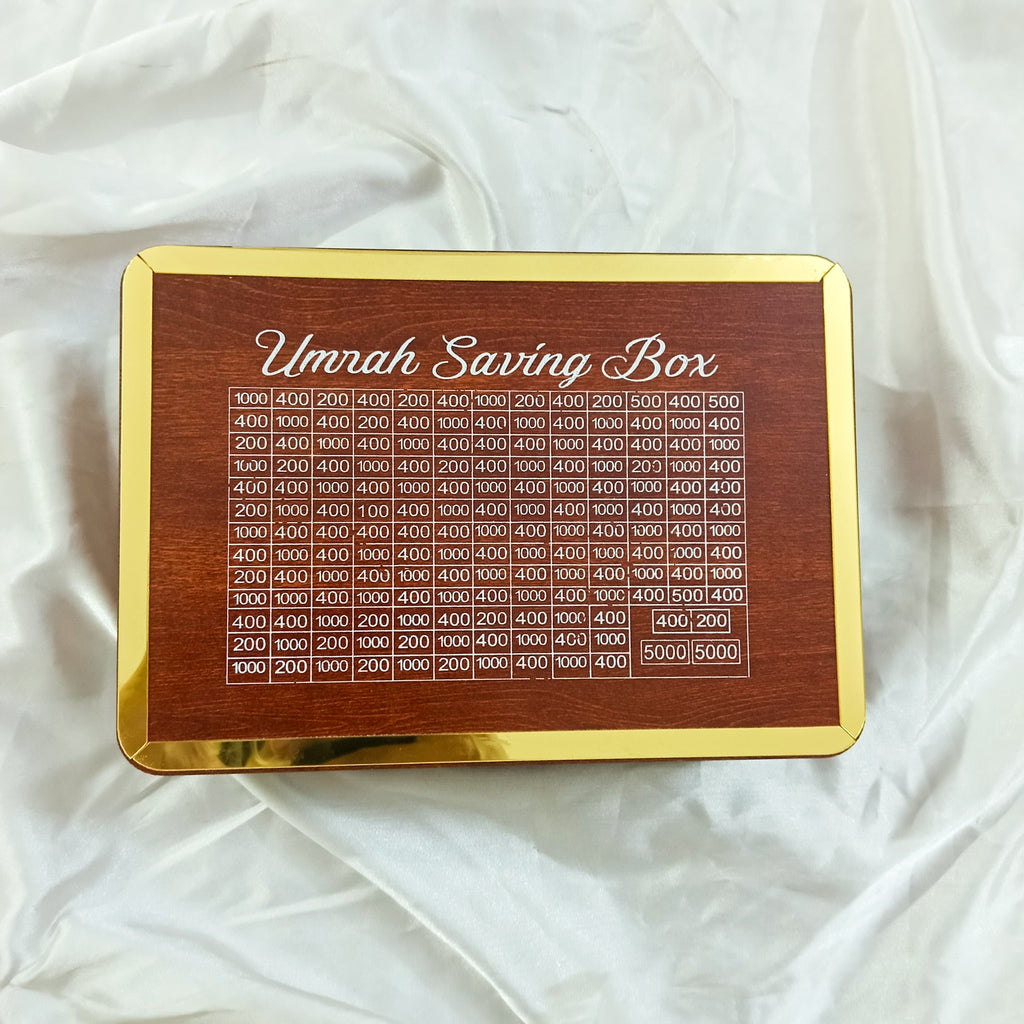 Umrah Saving Box
1000 400 200 400 200 400 1000 200 400 200 500 400 500
400 1000 400 200 400 1000 400 1000 400 1000 400 1000 400
200 400 1000 400 1000 400 400 400 1000 400 400 400 1000
1000 200 400 1000 400 200 400 1000 400 1000 200 1000 400
400 400 1000 400 1000 400 1000 400 1000 400 1000 400 400
200 1000 400 100 400 1000 400 1000 400 1000 400 1000 400
1000 400 1000 400 400 400 1000 400 1000 400 1000 400 1000
400 1000 400 1000 400 1000 400 1000 400 1000 400 1000 400
200 400 1000 400 1000 400 1000 400 1000 400 1000 400 1000
1000 1000 400 1000 400 1000 400 1000 400 1000 400 500 400
400 400 1000 400 1000 400 200 400 1000 400 400 200
200 1000 200 1000 200 1000 400 1000 400 1000
1000 200 1000 200 1000 200 1000 400 1000 400 5000 5000